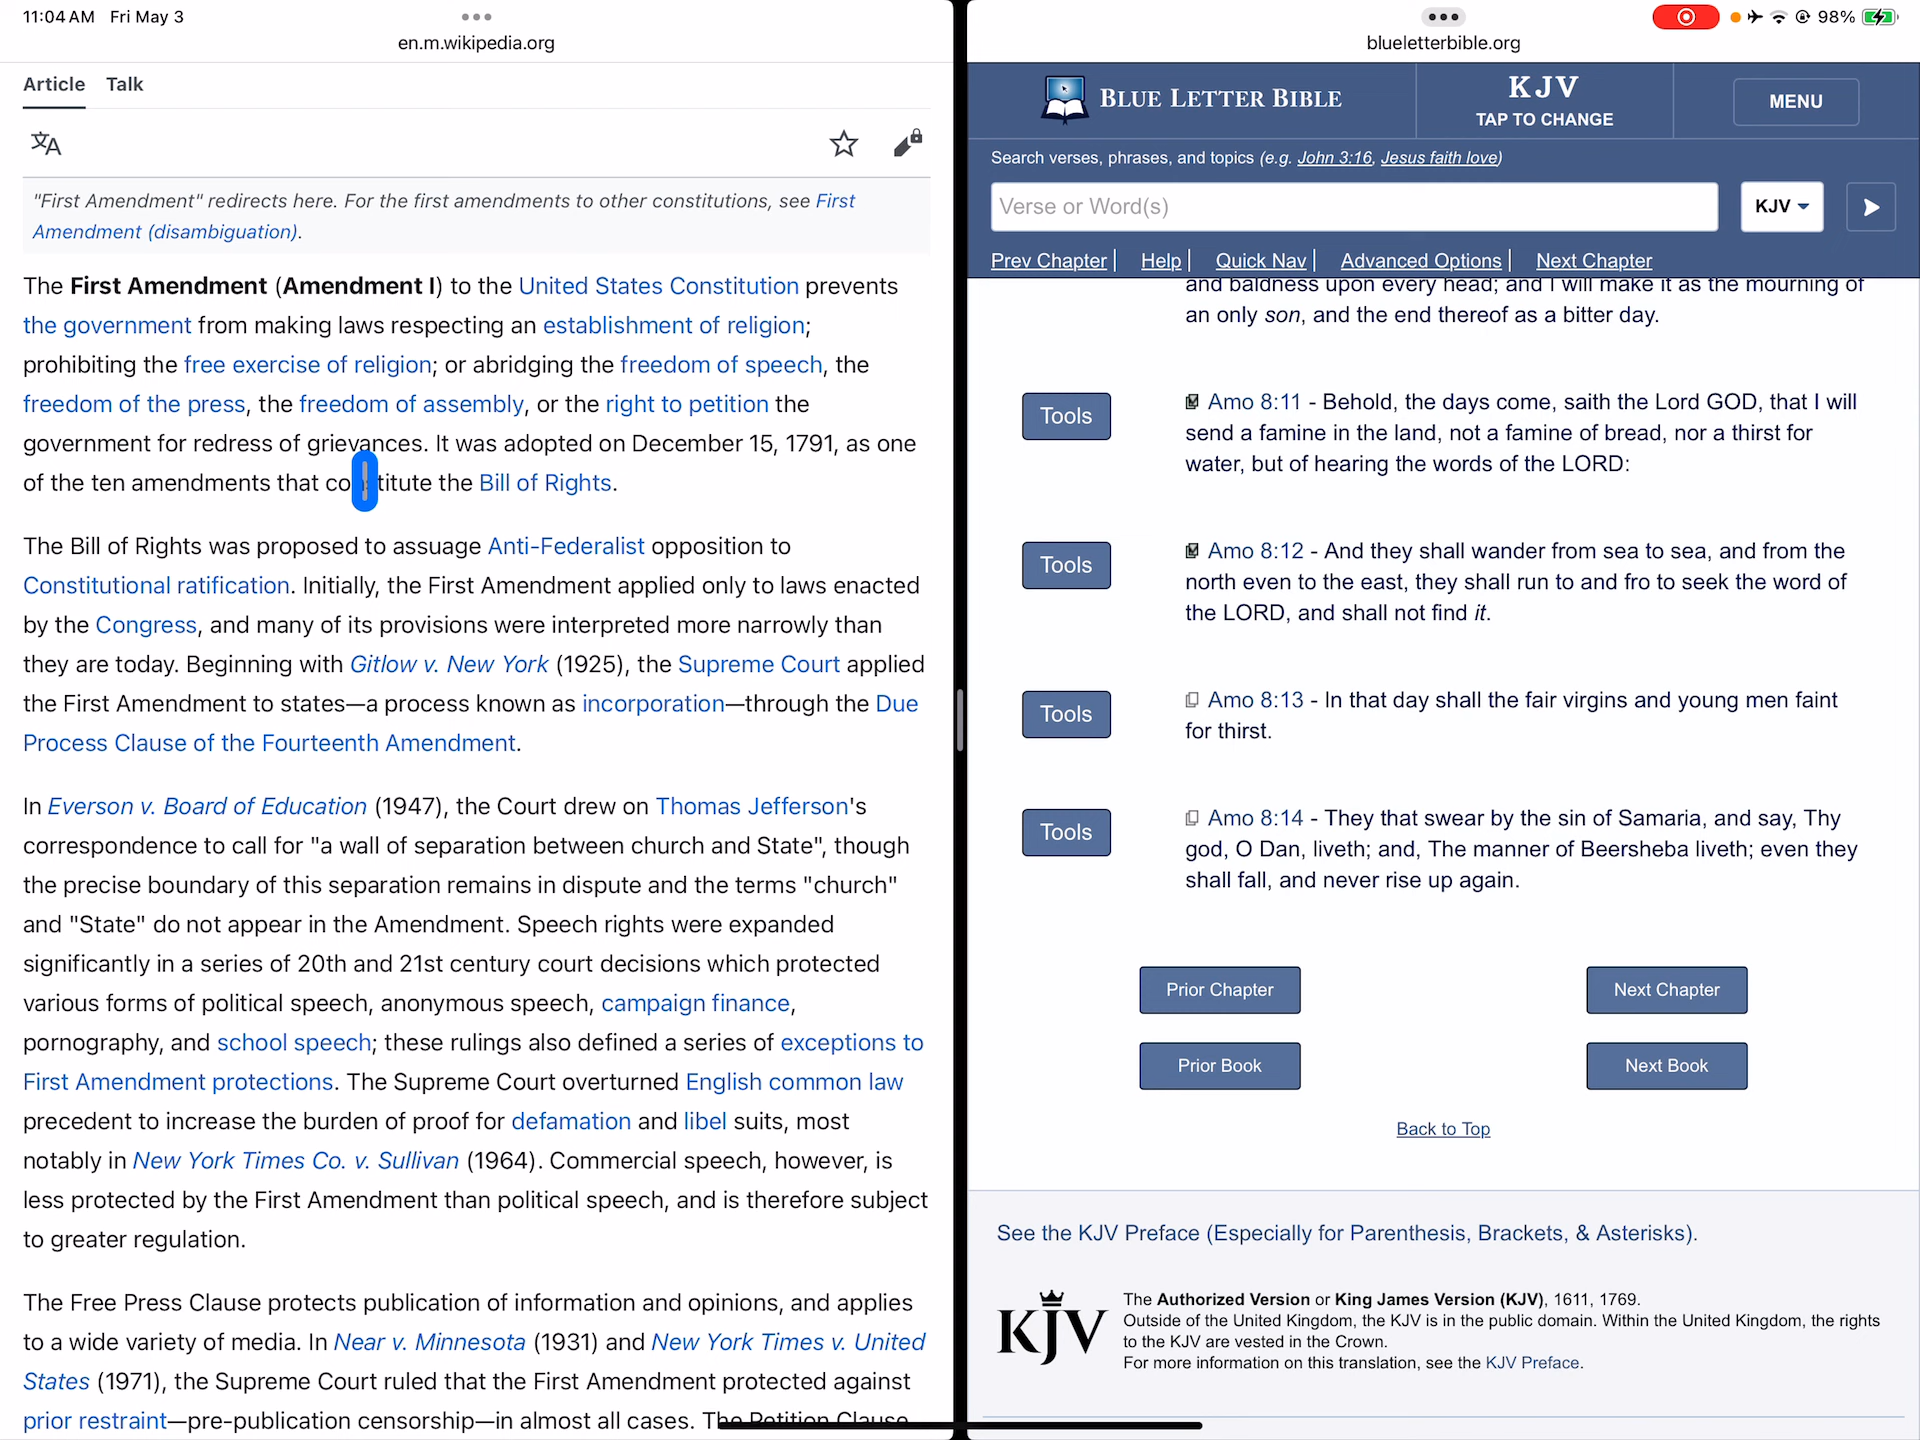 11:04 AM Fri May 3
en.m.wikipedia.org
Article Talk
"First Amendment" redirects here. For the first amendments to other constitutions, see First
Amendment (disambiguation).
The First Amendment (Amendment I) to the United States Constitution prevents
the government from making laws respecting an establishment of religion;
prohibiting the free exercise of religion; or abridging the freedom of speech, the
freedom of the press, the freedom of assembly, or the right to petition the
government for redress of grievances. It was adopted on December 15, 1791, as one
of the ten amendments that constitute the Bill of Rights.
The Bill of Rights was proposed to assuage Anti-Federalist opposition to
Constitutional ratification. Initially, the First Amendment applied only to laws enacted
by the Congress, and many of its provisions were interpreted more narrowly than
they are today. Beginning with Gitlow v. New York (1925), the Supreme Court applied
the First Amendment to states—a process known as incorporation—through the Due
Process Clause of the Fourteenth Amendment.
In Everson v. Board of Education (1947), the Court drew on Thomas Jefferson's
correspondence to call for "a wall of separation between church and State", though
the precise boundary of this separation remains in dispute and the terms "church"
and "State" do not appear in the Amendment. Speech rights were expanded
significantly in a series of 20th and 21st century court decisions which protected
various forms of political speech, anonymous speech, campaign finance,
pornography, and school speech; these rulings also defined a series of exceptions to
First Amendment protections. The Supreme Court overturned English common law
precedent to increase the burden of proof for defamation and libel suits, most
notably in New York Times Co. v. Sullivan (1964). Commercial speech, however, is
less protected by the First Amendment than political speech, and is therefore subject
to greater regulation.
The Free Press Clause protects publication of information and opinions, and applies
to a wide variety of media. In Near v. Minnesota (1931) and New York Times v. United
States (1971), the Supreme Court ruled that the First Amendment protected against
prior restraint—pre-publication censorship—in almost all cases. The Petition Clause
98%
blueletterbible.org
BLUE LETTER BIBLE
KJV
TAP TO CHANGE
MENU
Search verses, phrases, and topics (e.g. John 3:16, Jesus faith love)
Verse or Word(s)
KJV
Prev Chapter | Help | Quick Nav | Advanced Options | Next Chapter
and baldness upon every head; and I will make it as the mourning of
an only son, and the end thereof as a bitter day.
Tools
Amo 8:11 - Behold, the days come, saith the Lord GOD, that I will
send a famine in the land, not a famine of bread, nor a thirst for
water, but of hearing the words of the LORD:
Tools
Amo 8:12 - And they shall wander from sea to sea, and from the
north even to the east, they shall run to and fro to seek the word of
the LORD, and shall not find it.
Tools
Amo 8:13 - In that day shall the fair virgins and young men faint
for thirst.
Tools
Amo 8:14 - They that swear by the sin of Samaria, and say, Thy
god, O Dan, liveth; and, The manner of Beersheba liveth; even they
shall fall, and never rise up again.
Prior Chapter
Next Chapter
Prior Book
Next Book
Back to Top
See the KJV Preface (Especially for Parenthesis, Brackets, & Asterisks).
KJV
The Authorized Version or King James Version (KJV), 1611, 1769.
Outside of the United Kingdom, the KJV is in the public domain. Within the United Kingdom, the rights
to the KJV are vested in the Crown.
For more information on this translation, see the KJV Preface.